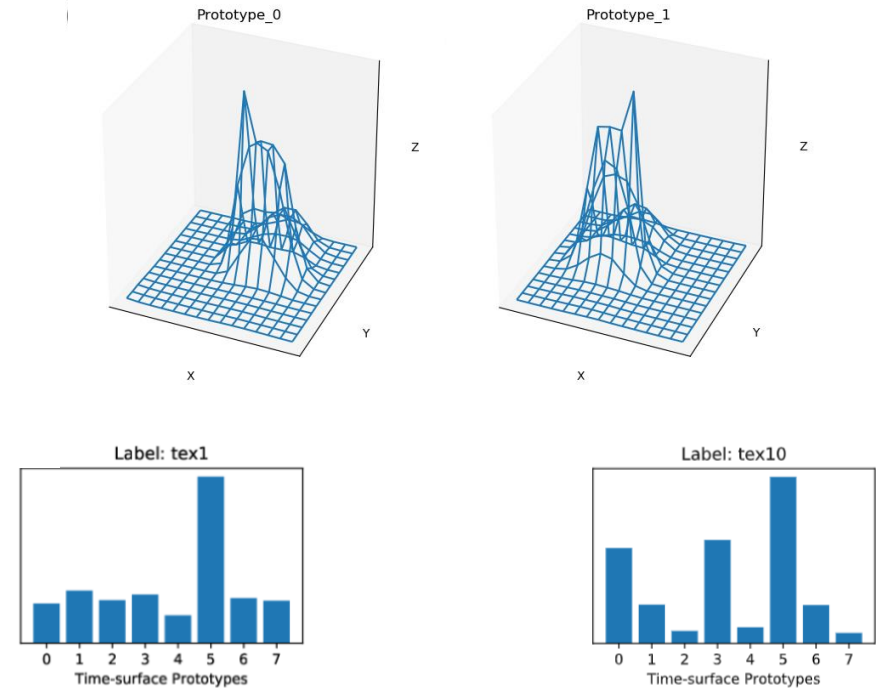 Prototype_0
Prototype_1
Z
Z
Y
Y
X
X
Label: tex1
Label: tex10
0 1 2 3 4 5 6 7
0 1 2 3 4 5 6 7
Time-surface Prototypes
Time-surface Prototypes